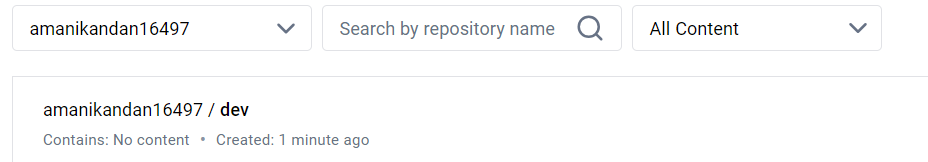 amanikandan16497 Search by repository name All Content
amanikandan16497 / dev
Contains: No content • Created: 1 minute ago